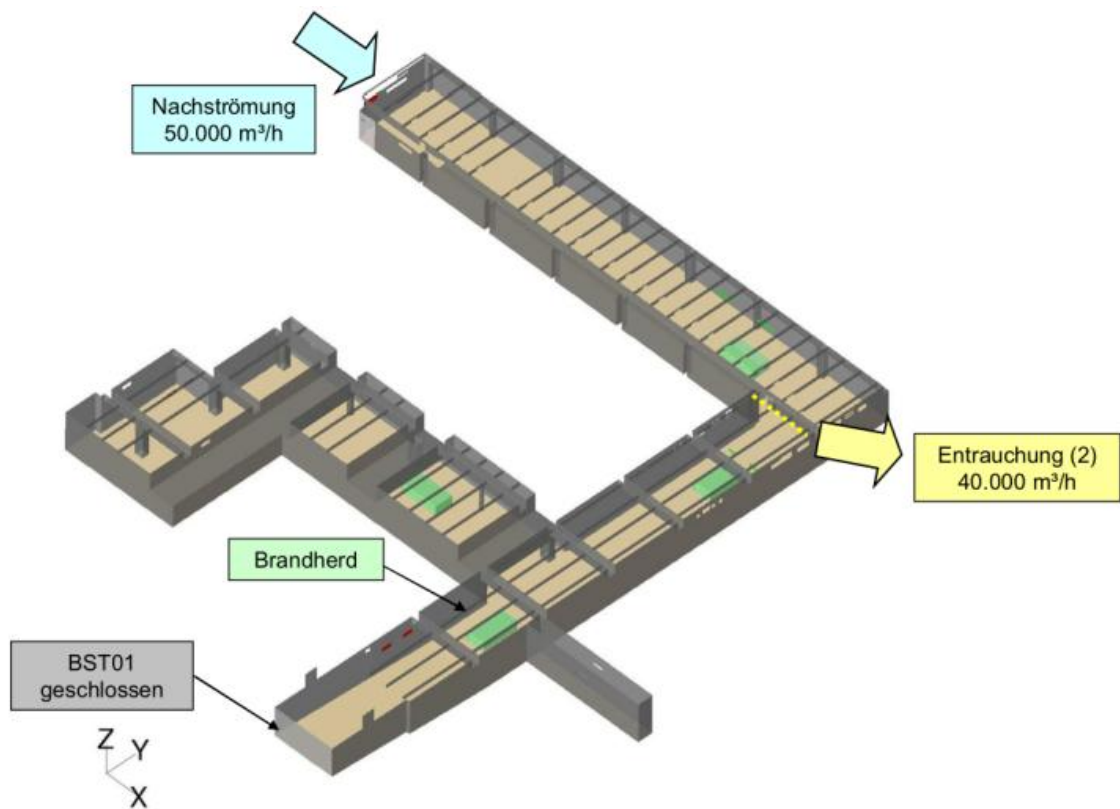 Nachströmung
50.000 m³/h
Entrauchung (2)
40.000 m³/h
Brandherd
BST01
geschlossen
Z
Y
X